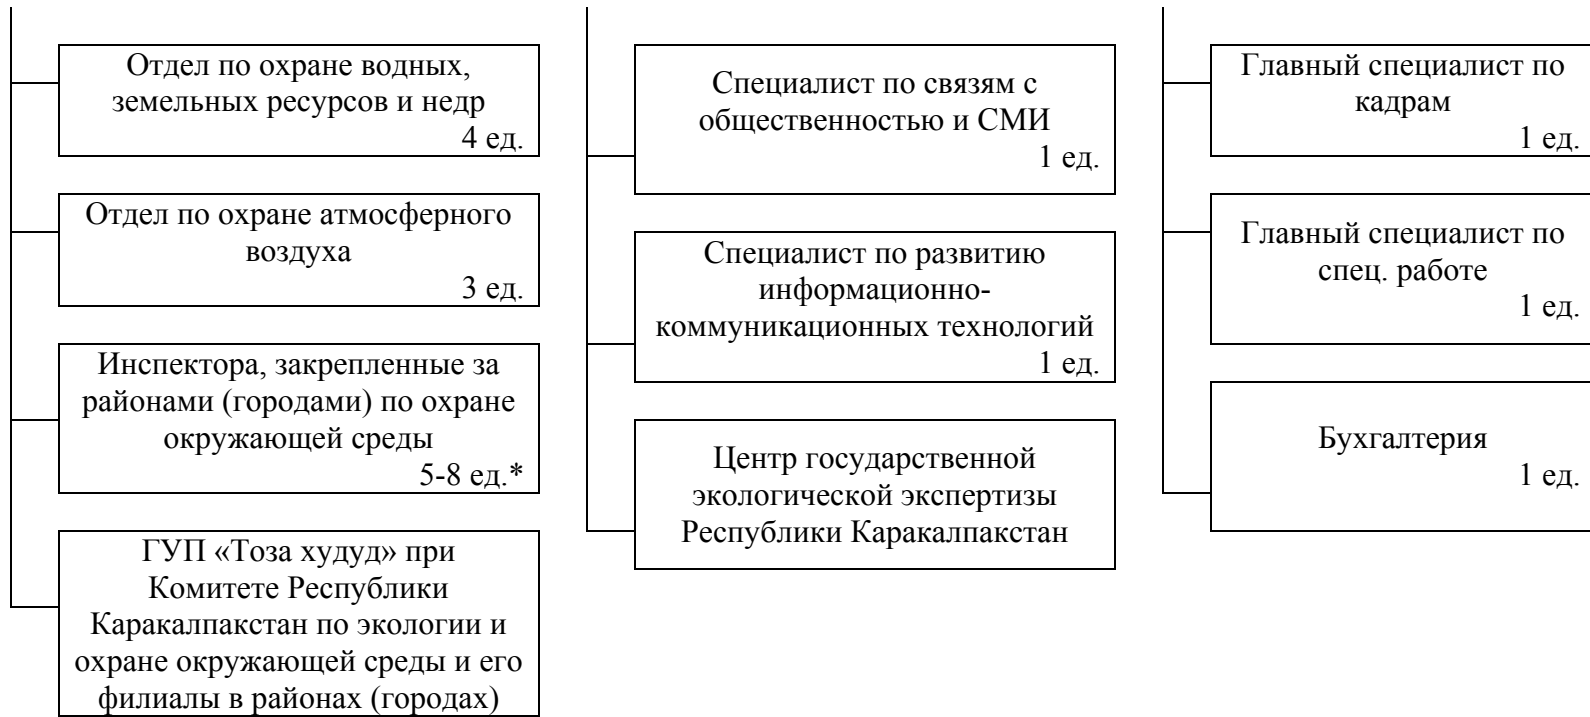 Отдел по охране водных,
земельных ресурсов и недр
4 ед.
Отдел по охране атмосферного
воздуха
3 ед.
Инспектора, закрепленные за
районами (городами) по охране
окружающей среды
5-8 ед.*
ГУП «Тоза худуд» при
Комитете Республики
Каракалпакстан по экологии и
охране окружающей среды и его
филиалы в районах (городах)
Специалист по связям с
общественностью и СМИ
1 ед.
Специалист по развитию
информационно-
коммуникационных технологий
1 ед.
Центр государственной
экологической экспертизы
Республики Каракалпакстан
Главный специалист по
кадрам
1 ед.
Главный специалист по
спец. работе
1 ед.
Бухгалтерия
1 ед.